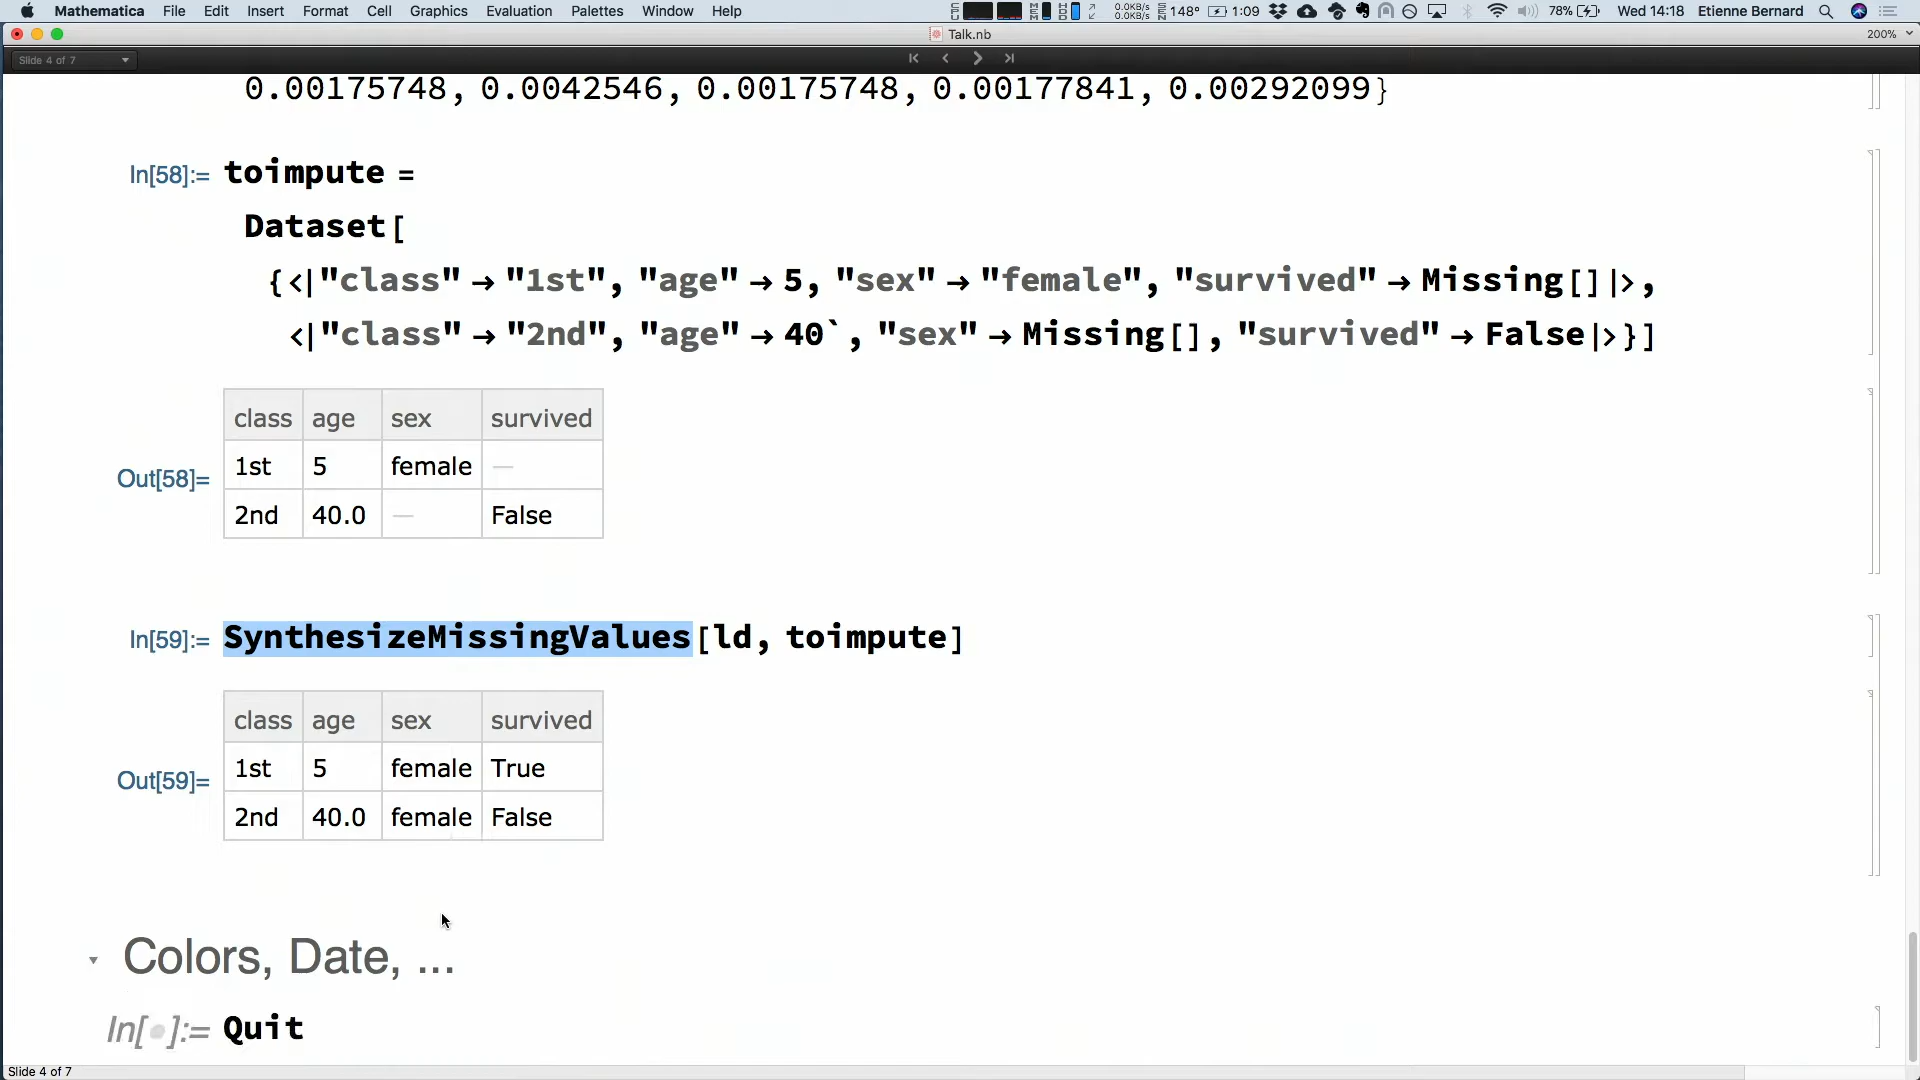 Mathematica File Edit Insert Format Cell Graphics Evaluation Palettes Window Help 0.0KB/s 0.0KB/s 148° 1:09 78% Wed 14:18 Etienne Bernard
Talk.nb 200%
Slide 4 of 7
0.00175748, 0.0042546, 0.00175748, 0.00177841, 0.00292099}
In[58]:= toimpute =
Dataset[
{<|"class" → "1st", "age" → 5, "sex" → "female", "survived" → Missing[]|>,
<|"class" → "2nd", "age" → 40`, "sex" → Missing[], "survived" → False|>}]
class age sex survived
1st 5 female —
Out[58]=
2nd 40.0 — False
In[59]:= SynthesizeMissingValues[ld, toimpute]
class age sex survived
1st 5 female True
Out[59]=
2nd 40.0 female False
Colors, Date, ...
In[ ]:= Quit
Slide 4 of 7